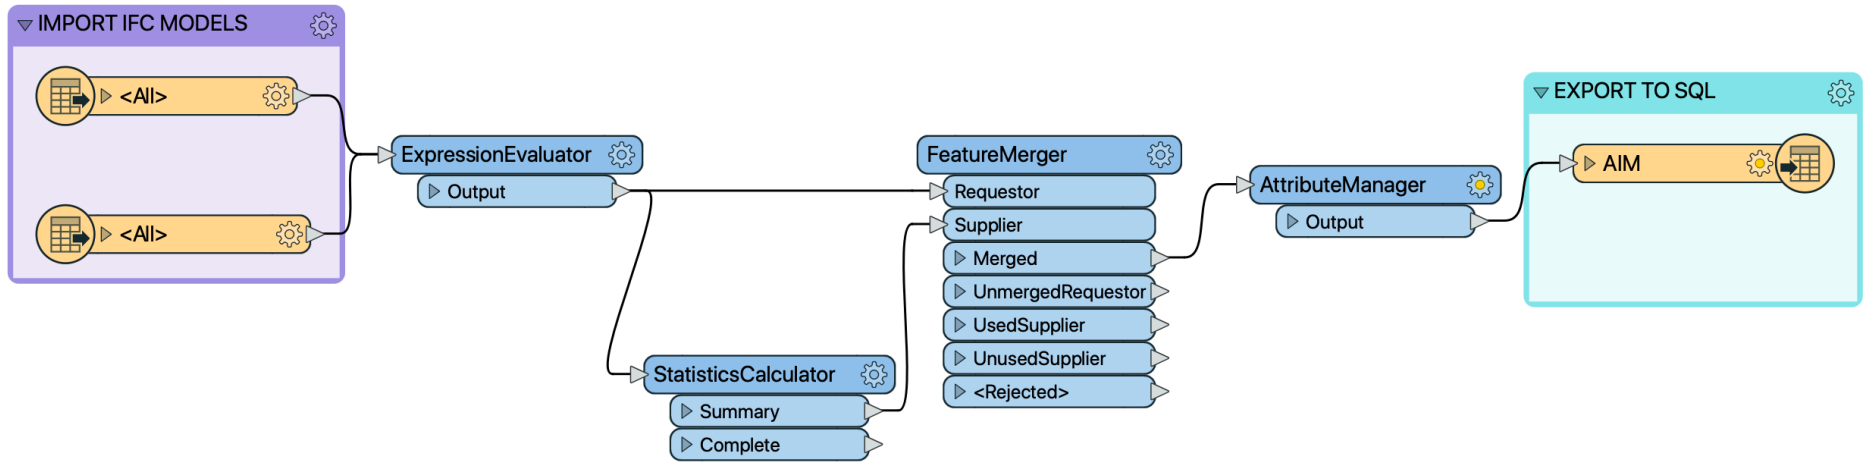 IMPORT IFC MODELS
<All>
<All>
ExpressionEvaluator
Output
StatisticsCalculator
Summary
Complete
FeatureMerger
Requestor
Supplier
Merged
UnmergedRequestor
UsedSupplier
UnusedSupplier
<Rejected>
AttributeManager
Output
EXPORT TO SQL
AIM